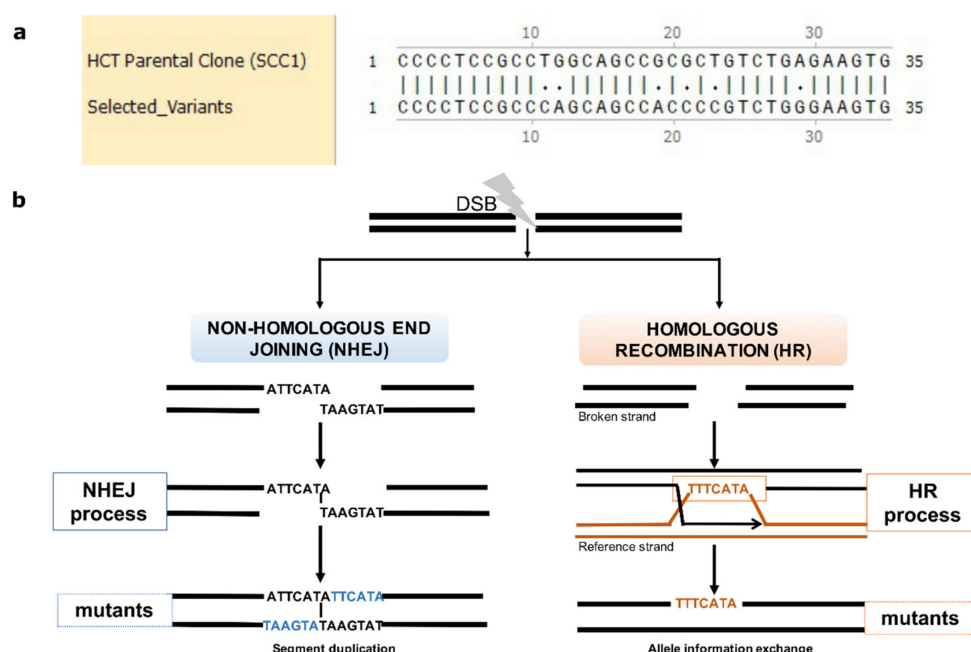 a
10 20 30
HCT Parental Clone (SCC1) 1 CCCCTCCGCCTGGCAGCCGCGCTGTCTGAGAAGTG 35
||||||||||..||||||.|.|.|||||.||||||
Selected_Variants 1 CCCCTCCGCCCAGCAGCCACCCCGTCTGGGAAGTG 35
10 20 30
b
DSB
NON-HOMOLOGOUS END
JOINING (NHEJ)
HOMOLOGOUS
RECOMBINATION (HR)
ATTCATA
TAAGTAT
Broken strand
NHEJ
process
ATTCATA
TAAGTAT
TTTCATA
HR
process
Reference strand
mutants
ATTCATATTCATA
TAAGTATAAGTAT
Segment duplication
TTTCATA
mutants
Allele information exchange